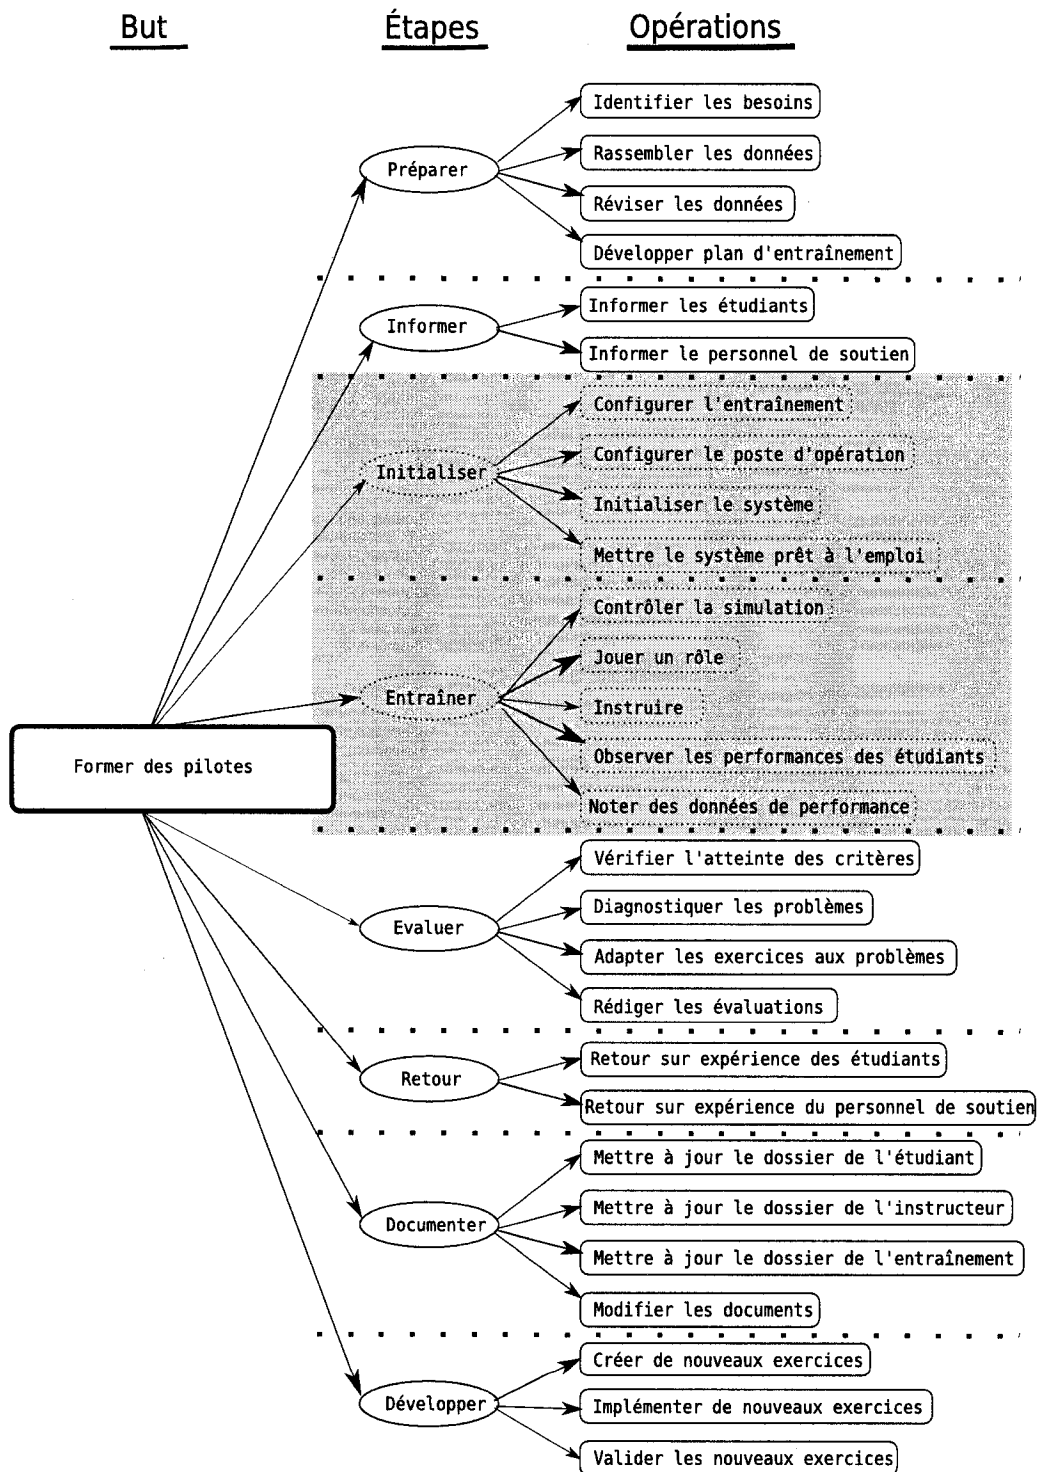 But
Étapes
Opérations
Identifier les besoins
Rassembler les données
Préparer
Réviser les données
Développer plan d'entraînement
Informer les étudiants
Informer
Informer le personnel de soutien
Configurer l'entraînement
Configurer le poste d'opération
Initialiser
Initialiser le système
Mettre le système prêt à l'emploi
Contrôler la simulation
Jouer un rôle
Entraîner
Instruire
Observer les performances des étudiants
Former des pilotes
Noter des données de performance
Vérifier l'atteinte des critères
Diagnostiquer les problèmes
Evaluer
Adapter les exercices aux problèmes
Rédiger les évaluations
Retour sur expérience des étudiants
Retour
Retour sur expérience du personnel de soutien
Mettre à jour le dossier de l'étudiant
Mettre à jour le dossier de l'instructeur
Documenter
Mettre à jour le dossier de l'entraînement
Modifier les documents
Créer de nouveaux exercices
Développer
Implémenter de nouveaux exercices
Valider les nouveaux exercices